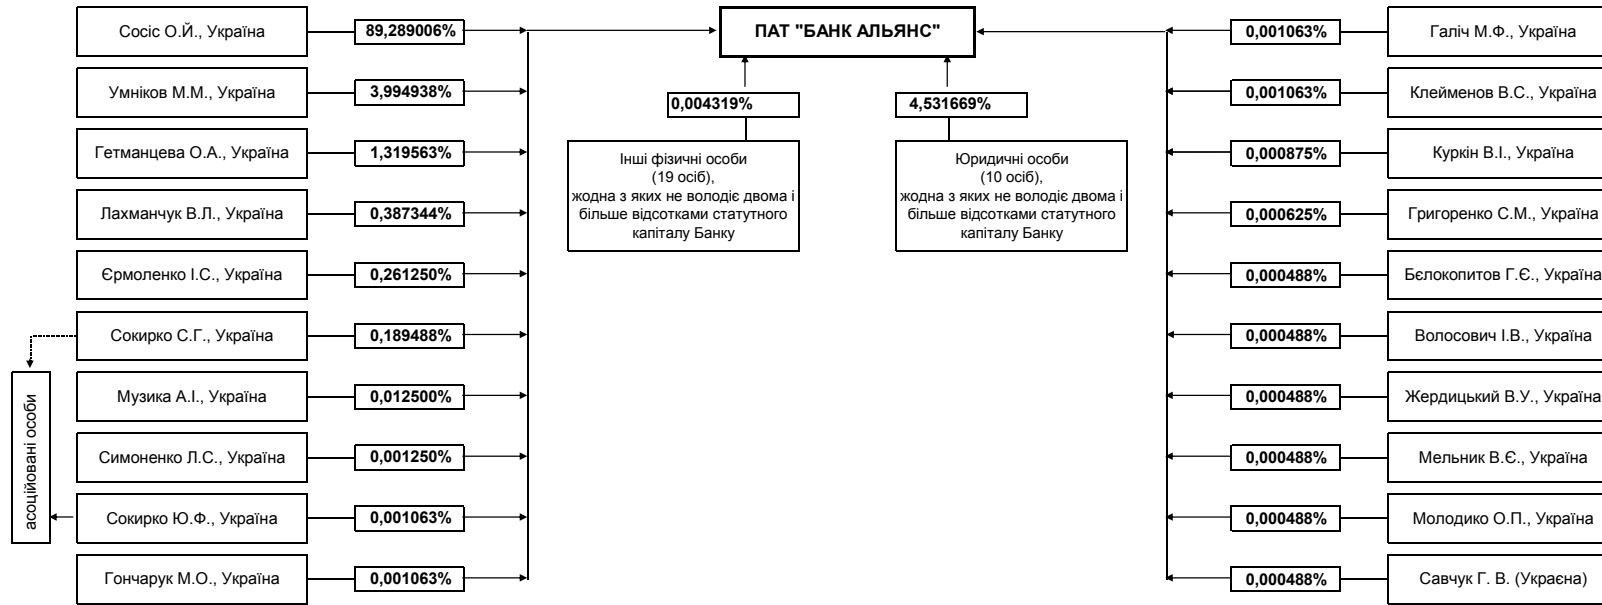 Сосіс О.Й., Україна
89,289006%
ПАТ "БАНК АЛЬЯНС"
0,001063%
Галіч М.Ф., Україна
Умніков М.М., Україна
3,994938%
0,004319%
4,531669%
0,001063%
Клейменов В.С., Україна
Гетманцева О.А., Україна
1,319563%
Інші фізичні особи
(19 осіб),
жодна з яких не володіє двома і
більше відсотками статутного
капіталу Банку
Юридичні особи
(10 осіб),
жодна з яких не володіє двома і
більше відсотками статутного
капіталу Банку
0,000875%
Куркін В.І., Україна
Лахманчук В.Л., Україна
0,387344%
0,000625%
Григоренко С.М., Україна
Єрмоленко І.С., Україна
0,261250%
0,000488%
Бєлокопитов Г.Є., Україна
Сокирко С.Г., Україна
0,189488%
0,000488%
Волосович І.В., Україна
асоційовані особи
Музика А.І., Україна
0,012500%
0,000488%
Жердицький В.У., Україна
Симоненко Л.С., Україна
0,001250%
0,000488%
Мельник В.Є., Україна
Сокирко Ю.Ф., Україна
0,001063%
0,000488%
Молодико О.П., Україна
Гончарук М.О., Україна
0,001063%
0,000488%
Савчук Г. В. (Украєна)